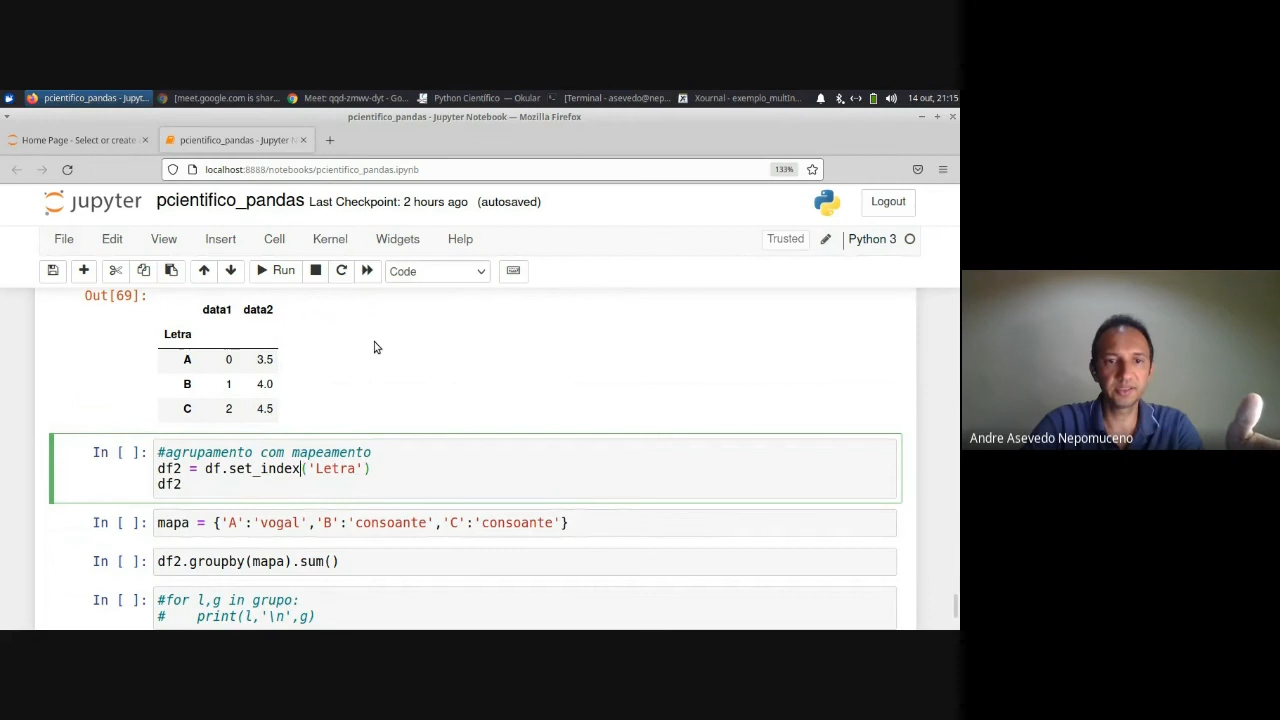 pcientifico_pandas - Jupyt...
[meet.google.com is shar...
Meet: qqd-zmwv-dyt - Go...
Python Científico — Okular
[Terminal - asevedo@nep...
Xournal - exemplo_multIn...
14 out, 21:15
pcientifico_pandas - Jupyter Notebook — Mozilla Firefox
Home Page - Select or create
pcientifico_pandas - Jupyter N
localhost:8888/notebooks/pcientifico_pandas.ipynb
133%
jupyter pcientifico_pandas Last Checkpoint: 2 hours ago (autosaved)
Logout
File Edit View Insert Cell Kernel Widgets Help
Trusted
Python 3
Run
Code
Out[69]:
data1 data2
Letra
A 0 3.5
B 1 4.0
C 2 4.5
In [ ]: #agrupamento com mapeamento
df2 = df.set_index('Letra')
df2
In [ ]: mapa = {'A':'vogal','B':'consoante','C':'consoante'}
In [ ]: df2.groupby(mapa).sum()
In [ ]: #for l,g in grupo:
# print(l,'\n',g)
Andre Asevedo Nepomuceno